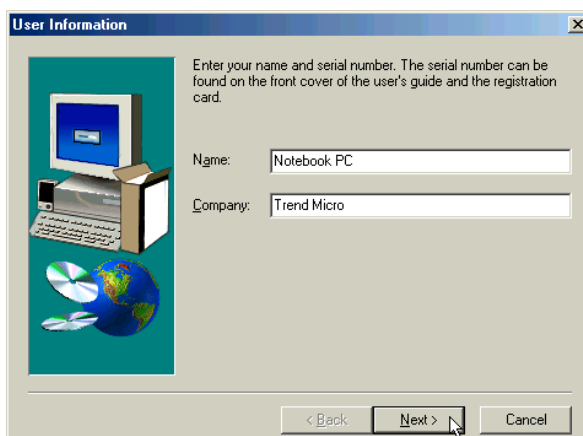 User Information
Enter your name and serial number. The serial number can be
found on the front cover of the user's guide and the registration
card.
Name: Notebook PC
Company: Trend Micro
< Back Next > Cancel